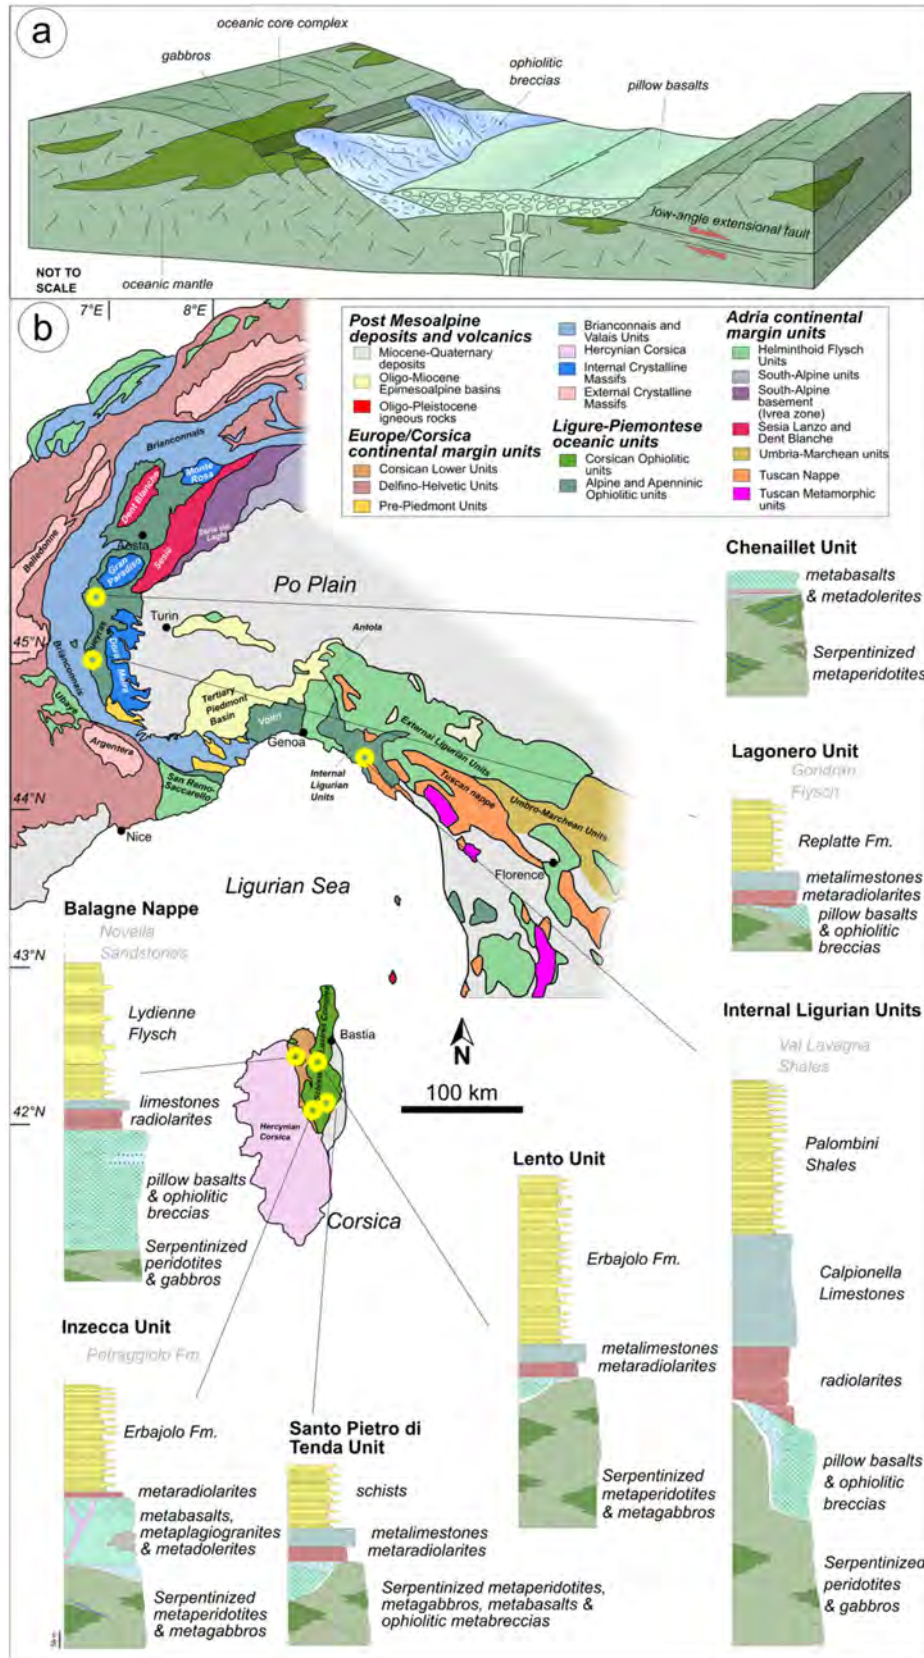 a
oceanic core complex
gabbros
ophiolitic
breccias
pillow basalts
low-angle extensional fault
NOT TO
SCALE
oceanic mantle
b
7°E
8°E
45°N
44°N
43°N
42°N
Post Mesoalpine
deposits and volcanics
Miocene-Quaternary
deposits
Oligo-Miocene
Epimesoalpine basins
Oligo-Pleistocene
igneous rocks
Europe/Corsica
continental margin units
Corsican Lower Units
Delfino-Helvetic Units
Pre-Piedmont Units
Brianconnais and
Valais Units
Hercynian Corsica
Internal Crystalline
Massifs
External Crystalline
Massifs
Ligure-Piemontese
oceanic units
Corsican Ophiolitic
units
Alpine and Apenninic
Ophiolitic units
Adria continental
margin units
Helminthoid Flysch
Units
South-Alpine units
South-Alpine
basement
(Ivrea zone)
Sesia Lanzo and
Dent Blanche
Umbria-Marchean units
Tuscan Nappe
Tuscan Metamorphic
units
Brianconnais
Monte
Rosa
Dent Blanche
Aosta
Sesia
Belledonne
Gran
Paradiso
Po Plain
Turin
Antola
Dora Maira
Brianconnais
Ubaye
Tertiary
Piedmont
Basin
Voltri
Argentera
Genoa
External Ligurian Units
Internal
Ligurian
Units
San Remo-
Saccarello
Tuscan nappe
Umbro-Marchean Units
Nice
Florence
Ligurian Sea
Bastia
Hercynian
Corsica
Corsica
N
100 km
Chenaillet Unit
metabasalts
& metadolerites
Serpentinized
metaperidotites
Lagonero Unit
Gondran
Flysch
Replatte Fm.
metalimestones
metaradiolarites
pillow basalts
& ophiolitic
breccias
Balagne Nappe
Novella
Sandstones
Lydienne
Flysch
limestones
radiolarites
pillow basalts
& ophiolitic
breccias
Serpentinized
peridotites
& gabbros
Internal Ligurian Units
Val Lavagna
Shales
Palombini
Shales
Calpionella
Limestones
radiolarites
pillow basalts
& ophiolitic
breccias
Serpentinized
peridotites
& gabbros
Lento Unit
Erbajolo Fm.
metalimestones
metaradiolarites
Serpentinized
metaperidotites
& metagabbros
Inzecca Unit
Petraggiolo Fm.
Erbajolo Fm.
metaradiolarites
metabasalts,
metaplagiogranites
& metadolerites
Serpentinized
metaperidotites
& metagabbros
Santo Pietro di
Tenda Unit
schists
metalimestones
metaradiolarites
Serpentinized metaperidotites,
metagabbros, metabasalts &
ophiolitic metabreccias